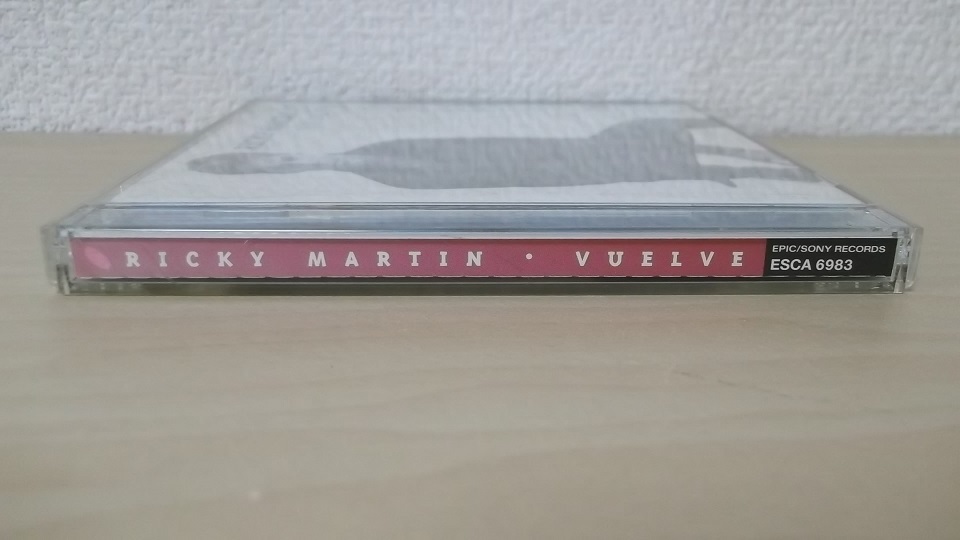 RICKY MARTIN • VUELVE
EPIC/SONY RECORDS
ESCA 6983